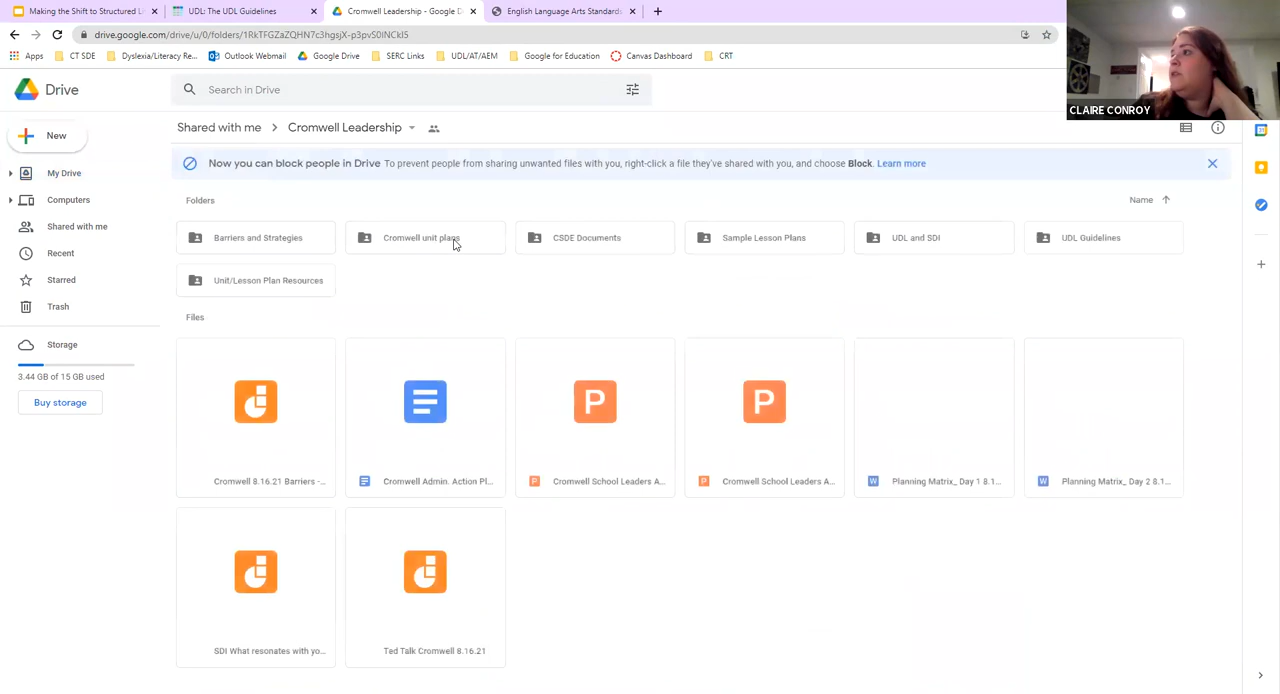 Making the Shift to Structured Li
UDL: The UDL Guidelines
Cromwell Leadership - Google D
English Language Arts Standards
drive.google.com/drive/u/0/folders/
Apps
CT SDE
Dyslexia/Literacy Re...
Outlook Webmail
Google Drive
SERC Links
UDL/AT/AEM
Google for Education
Canvas Dashboard
CRT
CLAIRE CONROY
Drive
Search in Drive
New
Shared with me > Cromwell Leadership
Now you can block people in Drive To prevent people from sharing unwanted files with you, right-click a file they've shared with you, and choose Block. Learn more
My Drive
Computers
Shared with me
Recent
Starred
Trash
Storage
3.44 GB of 15 GB used
Buy storage
Folders
Name
Barriers and Strategies
Cromwell unit plans
CSDE Documents
Sample Lesson Plans
UDL and SDI
UDL Guidelines
Unit/Lesson Plan Resources
Files
Cromwell 8.16.21 Barriers -...
Cromwell Admin. Action Pl...
P
Cromwell School Leaders A...
P
Cromwell School Leaders A...
Planning Matrix_ Day 1 8.1...
Planning Matrix_ Day 2 8.1...
SDI What resonates with yo...
Ted Talk Cromwell 8.16.21